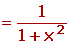 = 1 / (1 + x²)